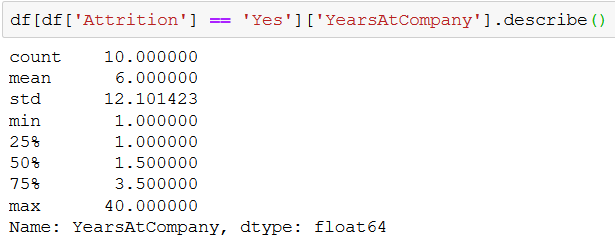 df[df['Attrition'] == 'Yes']['YearsAtCompany'].describe()
count    10.000000
mean      6.000000
std      12.101423
min       1.000000
25%       1.000000
50%       1.500000
75%       3.500000
max      40.000000
Name: YearsAtCompany, dtype: float64